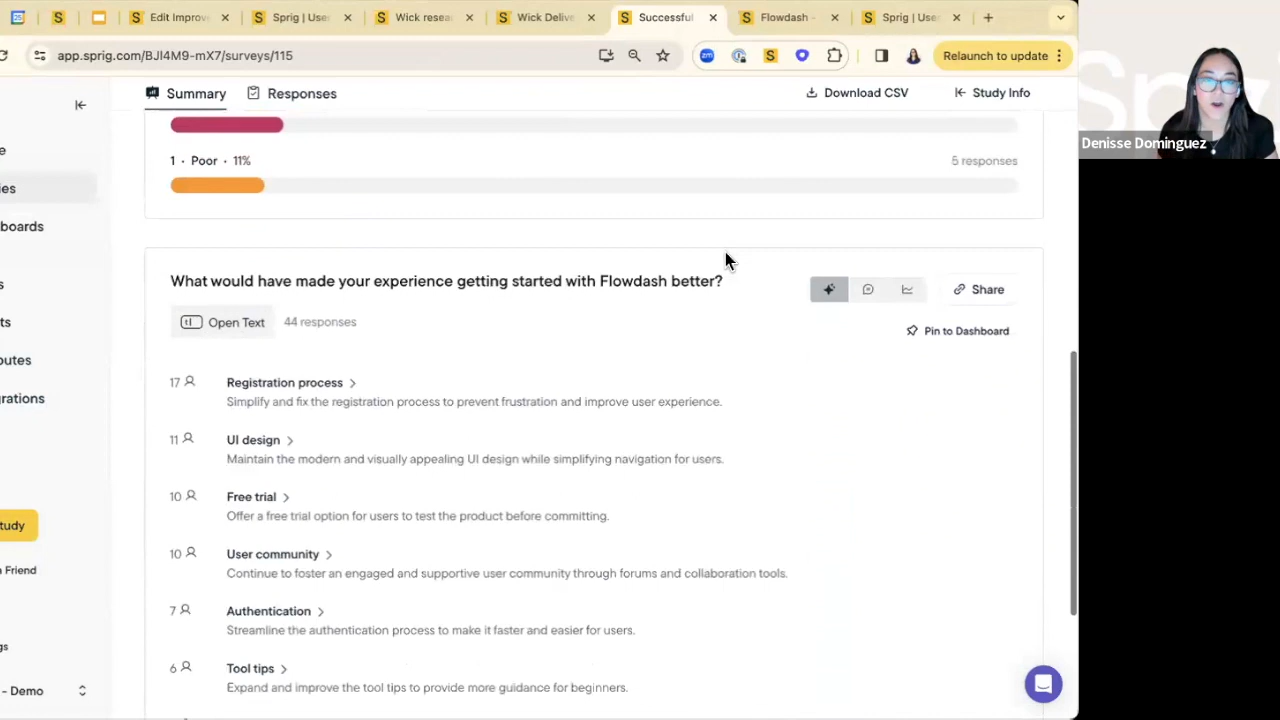 Edit Improv
Sprig | Use
Wick resea
Wick Delive
Successful
Flowdash -
Sprig | Use
app.sprig.com/BJl4M9-mX7/surveys/115
Relaunch to update
Summary
Responses
Download CSV
Study Info
Denisse Dominguez
1 · Poor · 11%
5 responses
e
ies
boards
s
ts
outes
rations
tudy
n Friend
gs
- Demo
What would have made your experience getting started with Flowdash better?
Open Text
44 responses
Share
Pin to Dashboard
17
Registration process
Simplify and fix the registration process to prevent frustration and improve user experience.
11
UI design
Maintain the modern and visually appealing UI design while simplifying navigation for users.
10
Free trial
Offer a free trial option for users to test the product before committing.
10
User community
Continue to foster an engaged and supportive user community through forums and collaboration tools.
7
Authentication
Streamline the authentication process to make it faster and easier for users.
6
Tool tips
Expand and improve the tool tips to provide more guidance for beginners.